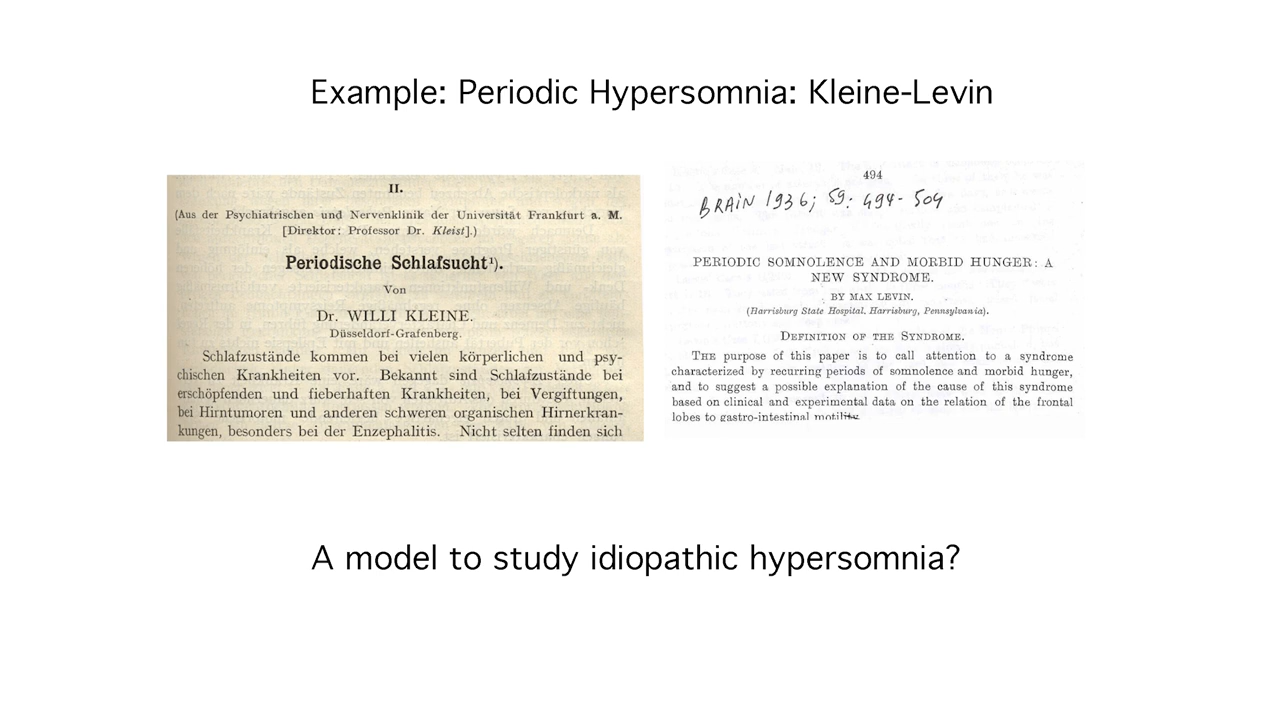 Example: Periodic Hypersomnia: Kleine-Levin
II.
(Aus der Psychiatrischen und Nervenklinik der Universität Frankfurt a. M.
[Direktor: Professor Dr. Kleist].)
Periodische Schlafsucht¹).
Von
Dr. WILLI KLEINE.
Düsseldorf-Grafenberg.
Schlafzustände kommen bei vielen körperlichen und psy-
chischen Krankheiten vor. Bekannt sind Schlafzustände bei
erschöpfenden und fieberhaften Krankheiten, bei Vergiftungen,
bei Hirntumoren und anderen schweren organischen Hirnerkran-
kungen, besonders bei der Enzephalitis. Nicht selten finden sich
494
BRAIN 1936; 59: 494-504
PERIODIC SOMNOLENCE AND MORBID HUNGER: A
NEW SYNDROME.
BY MAX LEVIN.
(Harrisburg State Hospital, Harrisburg, Pennsylvania).
DEFINITION OF THE SYNDROME.
THE purpose of this paper is to call attention to a syndrome
characterized by recurring periods of somnolence and morbid hunger,
and to suggest a possible explanation of the cause of this syndrome
based on clinical and experimental data on the relation of the frontal
lobes to gastro-intestinal motility.
A model to study idiopathic hypersomnia?